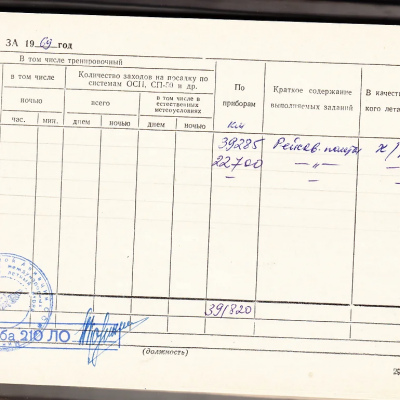 ЗА 1969 год
В том числе тренировочный
в том числе
Количество заходов на посадку по системам ОСП, СП-50 и др.
По приборам
Краткое содержание выполняемых заданий
В качестве
кого лета
ночью
всего
в том числе в естественных метеоусловиях
час.
мин.
днем
ночью
днем
ночью
км
39285
Рейсов. полеты
22700
— „ —
—
—
391820
ба 210 ЛО
(должность)